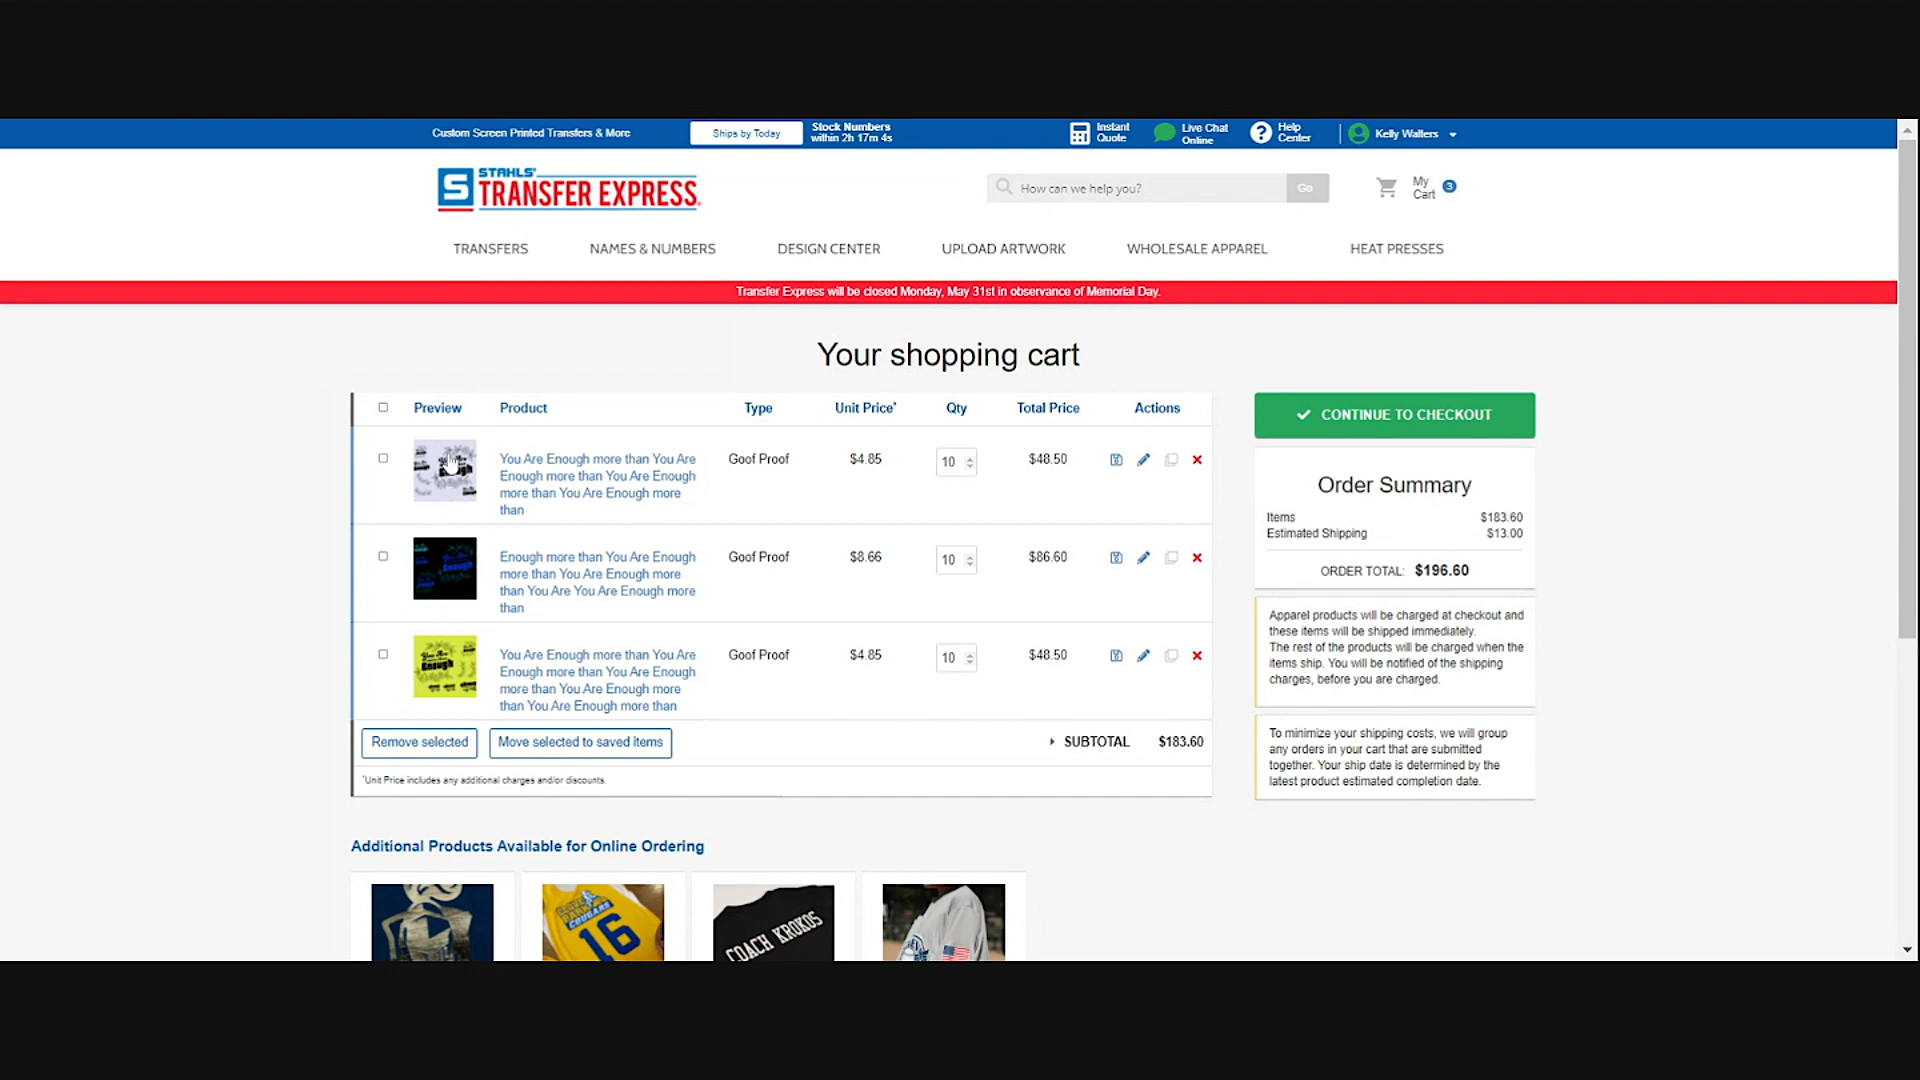 Custom Screen Printed Transfers & More
Ships by Today
Stock Numbers
within 2h 17m 4s
Instant
Quote
Live Chat
Online
Help
Center
Kelly Walters
STAHLS'
TRANSFER EXPRESS
How can we help you?
Go
My
Cart
3
TRANSFERS
NAMES & NUMBERS
DESIGN CENTER
UPLOAD ARTWORK
WHOLESALE APPAREL
HEAT PRESSES
Transfer Express will be closed Monday, May 31st in observance of Memorial Day.
Your shopping cart
Preview
Product
Type
Unit Price*
Qty
Total Price
Actions
You Are Enough more than You Are
Enough more than You Are Enough
more than You Are Enough more
than
Goof Proof
$4.85
10
$48.50
Enough more than You Are Enough
more than You Are Enough more
than You Are You Are Enough more
than
Goof Proof
$8.66
10
$86.60
You Are
Enough
You Are Enough more than You Are
Enough more than You Are Enough
more than You Are Enough more
than You Are Enough more than
Goof Proof
$4.85
10
$48.50
Remove selected
Move selected to saved items
SUBTOTAL
$183.60
*Unit Price includes any additional charges and/or discounts.
CONTINUE TO CHECKOUT
Order Summary
Items
$183.60
Estimated Shipping
$13.00
ORDER TOTAL: $196.60
Apparel products will be charged at checkout and
these items will be shipped immediately.
The rest of the products will be charged when the
items ship. You will be notified of the shipping
charges, before you are charged.
To minimize your shipping costs, we will group
any orders in your cart that are submitted
together. Your ship date is determined by the
latest product estimated completion date.
Additional Products Available for Online Ordering
COUGARS
16
COACH KROKOS